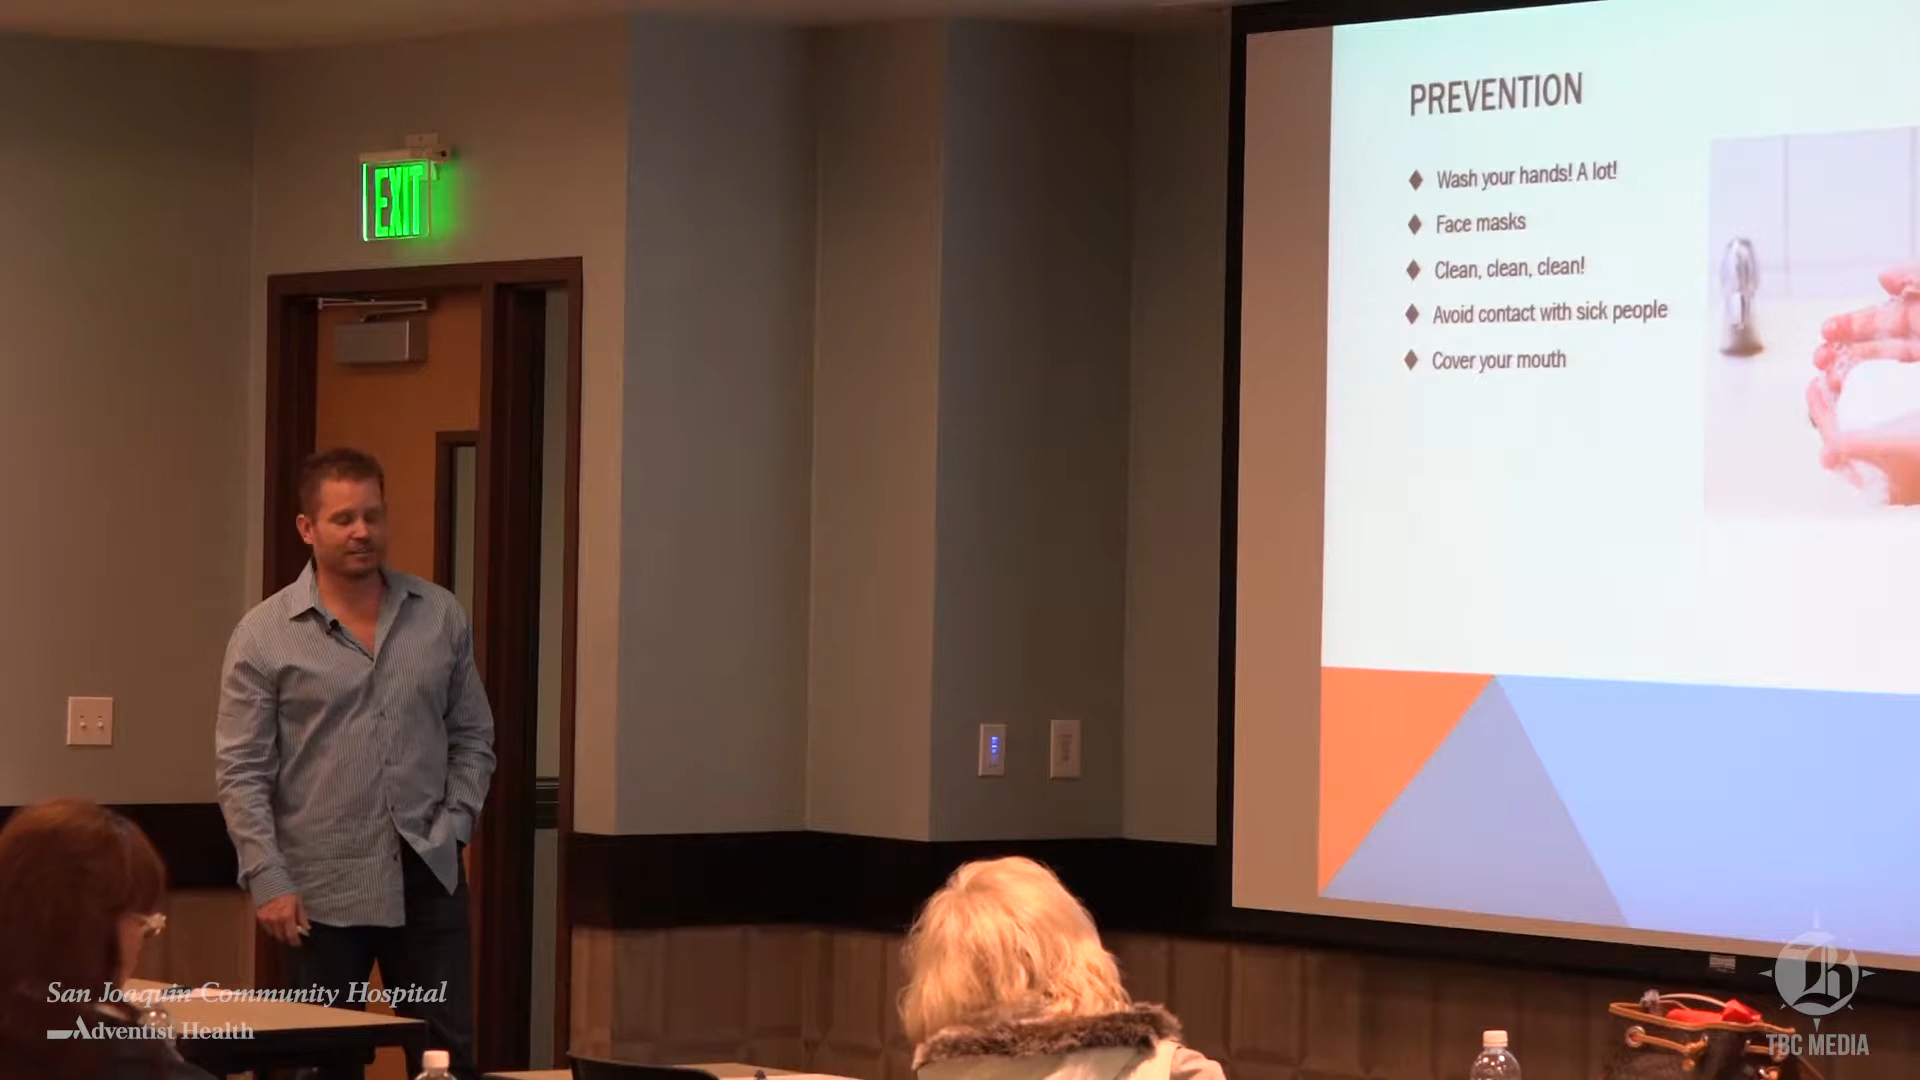 EXIT
PREVENTION
Wash your hands! A lot!
Face masks
Clean, clean, clean!
Avoid contact with sick people
Cover your mouth
San Joaquin Community Hospital
Adventist Health
TBC MEDIA